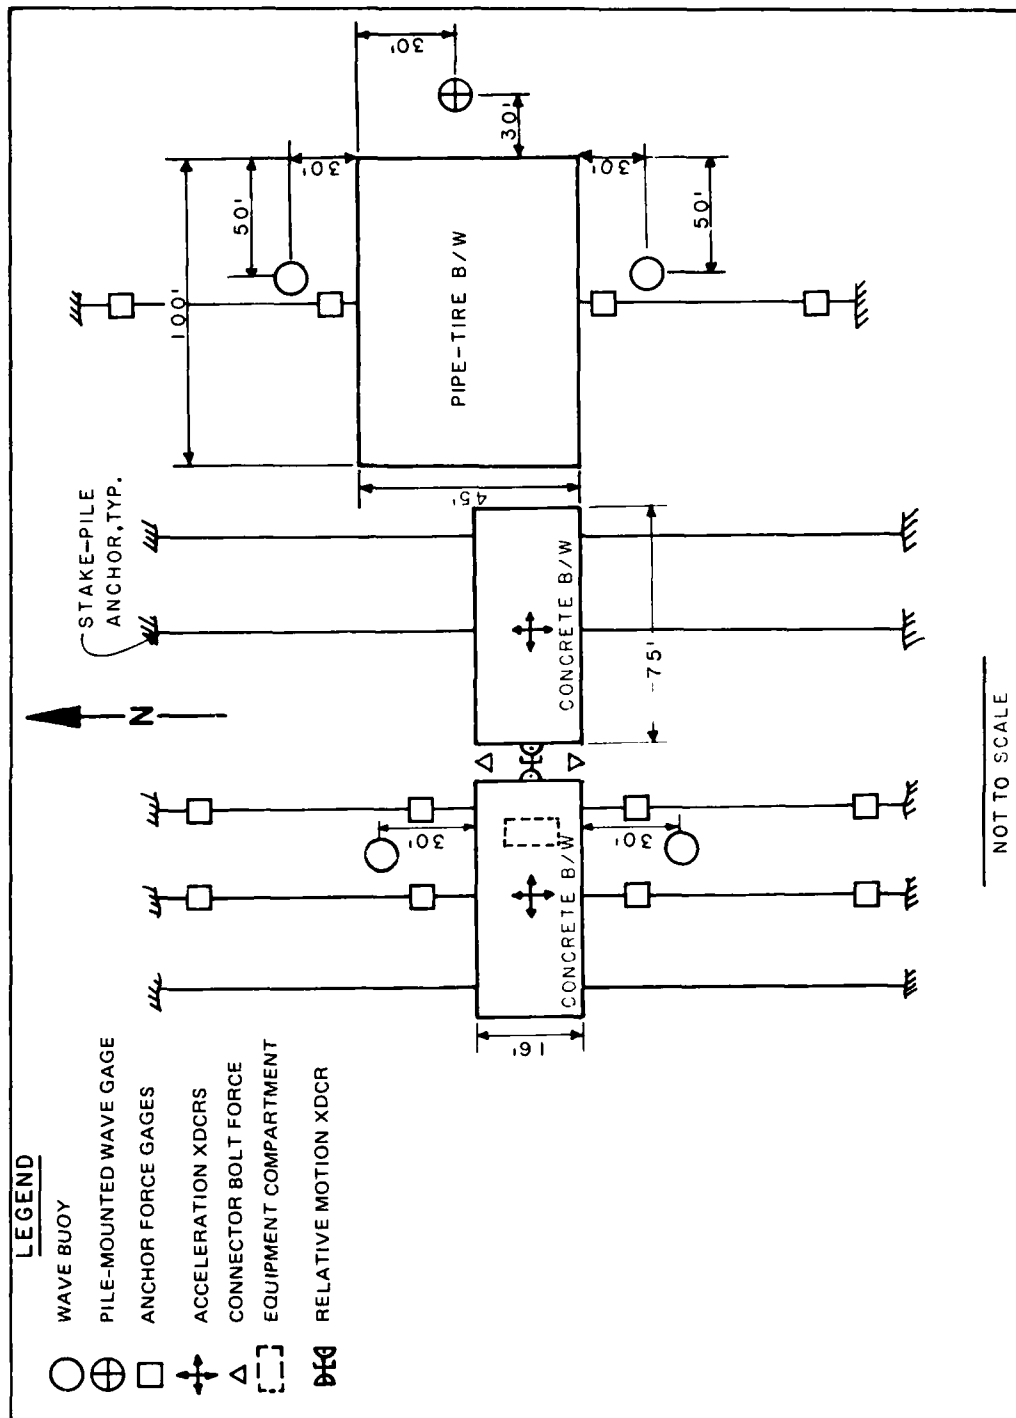 LEGEND
WAVE BUOY
PILE-MOUNTED WAVE GAGE
ANCHOR FORCE GAGES
ACCELERATION XDCRS
CONNECTOR BOLT FORCE
EQUIPMENT COMPARTMENT
RELATIVE MOTION XDCR
STAKE-PILE
ANCHOR, TYP.
N
100'
50'
30'
30'
30'
30'
50'
45'
PIPE-TIRE B/W
CONCRETE B/W
75'
CONCRETE B/W
30'
30'
16'
NOT TO SCALE